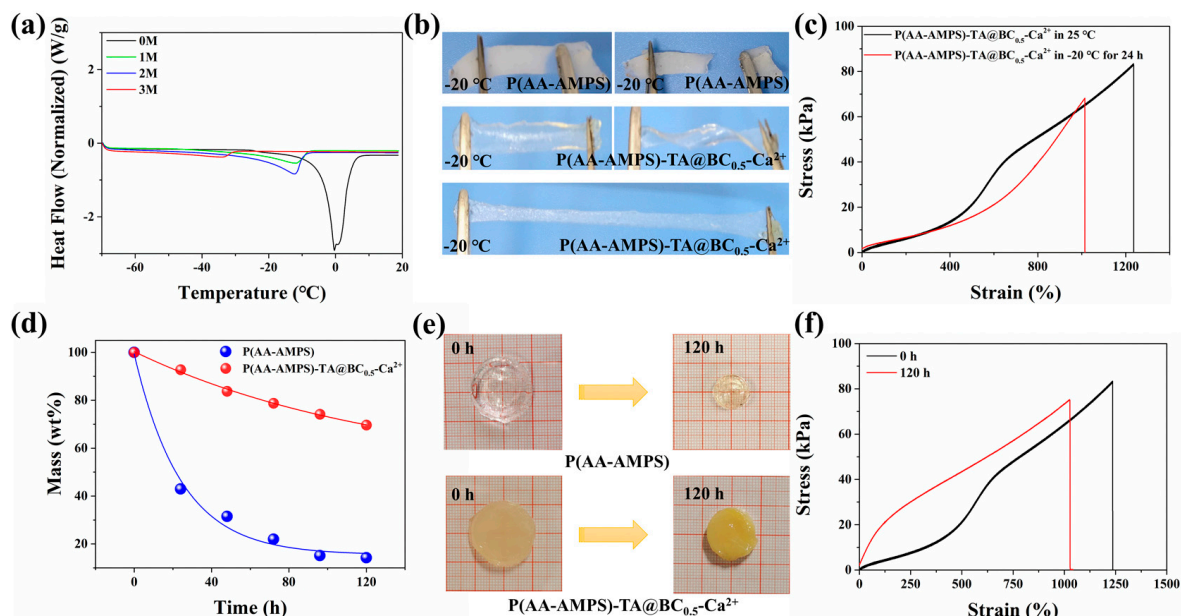 (a)
0M
1M
2M
3M
2
0
-2
-60
-40
-20
0
20
Heat Flow (Normalized) (W/g)
Temperature (℃)
(b)
-20 ℃
P(AA-AMPS)
-20 ℃
P(AA-AMPS)
-20 ℃
P(AA-AMPS)-TA@BC0.5-Ca2+
-20 ℃
P(AA-AMPS)-TA@BC0.5-Ca2+
(c)
P(AA-AMPS)-TA@BC0.5-Ca2+ in 25 ℃
P(AA-AMPS)-TA@BC0.5-Ca2+ in -20 ℃ for 24 h
100
80
60
40
20
0
0
400
800
1200
Stress (kPa)
Strain (%)
(d)
P(AA-AMPS)
P(AA-AMPS)-TA@BC0.5-Ca2+
100
80
60
40
20
0
40
80
120
Mass (wt%)
Time (h)
(e)
0 h
120 h
P(AA-AMPS)
0 h
120 h
P(AA-AMPS)-TA@BC0.5-Ca2+
(f)
0 h
120 h
100
80
60
40
20
0
0
250
500
750
1000
1250
1500
Stress (kPa)
Strain (%)